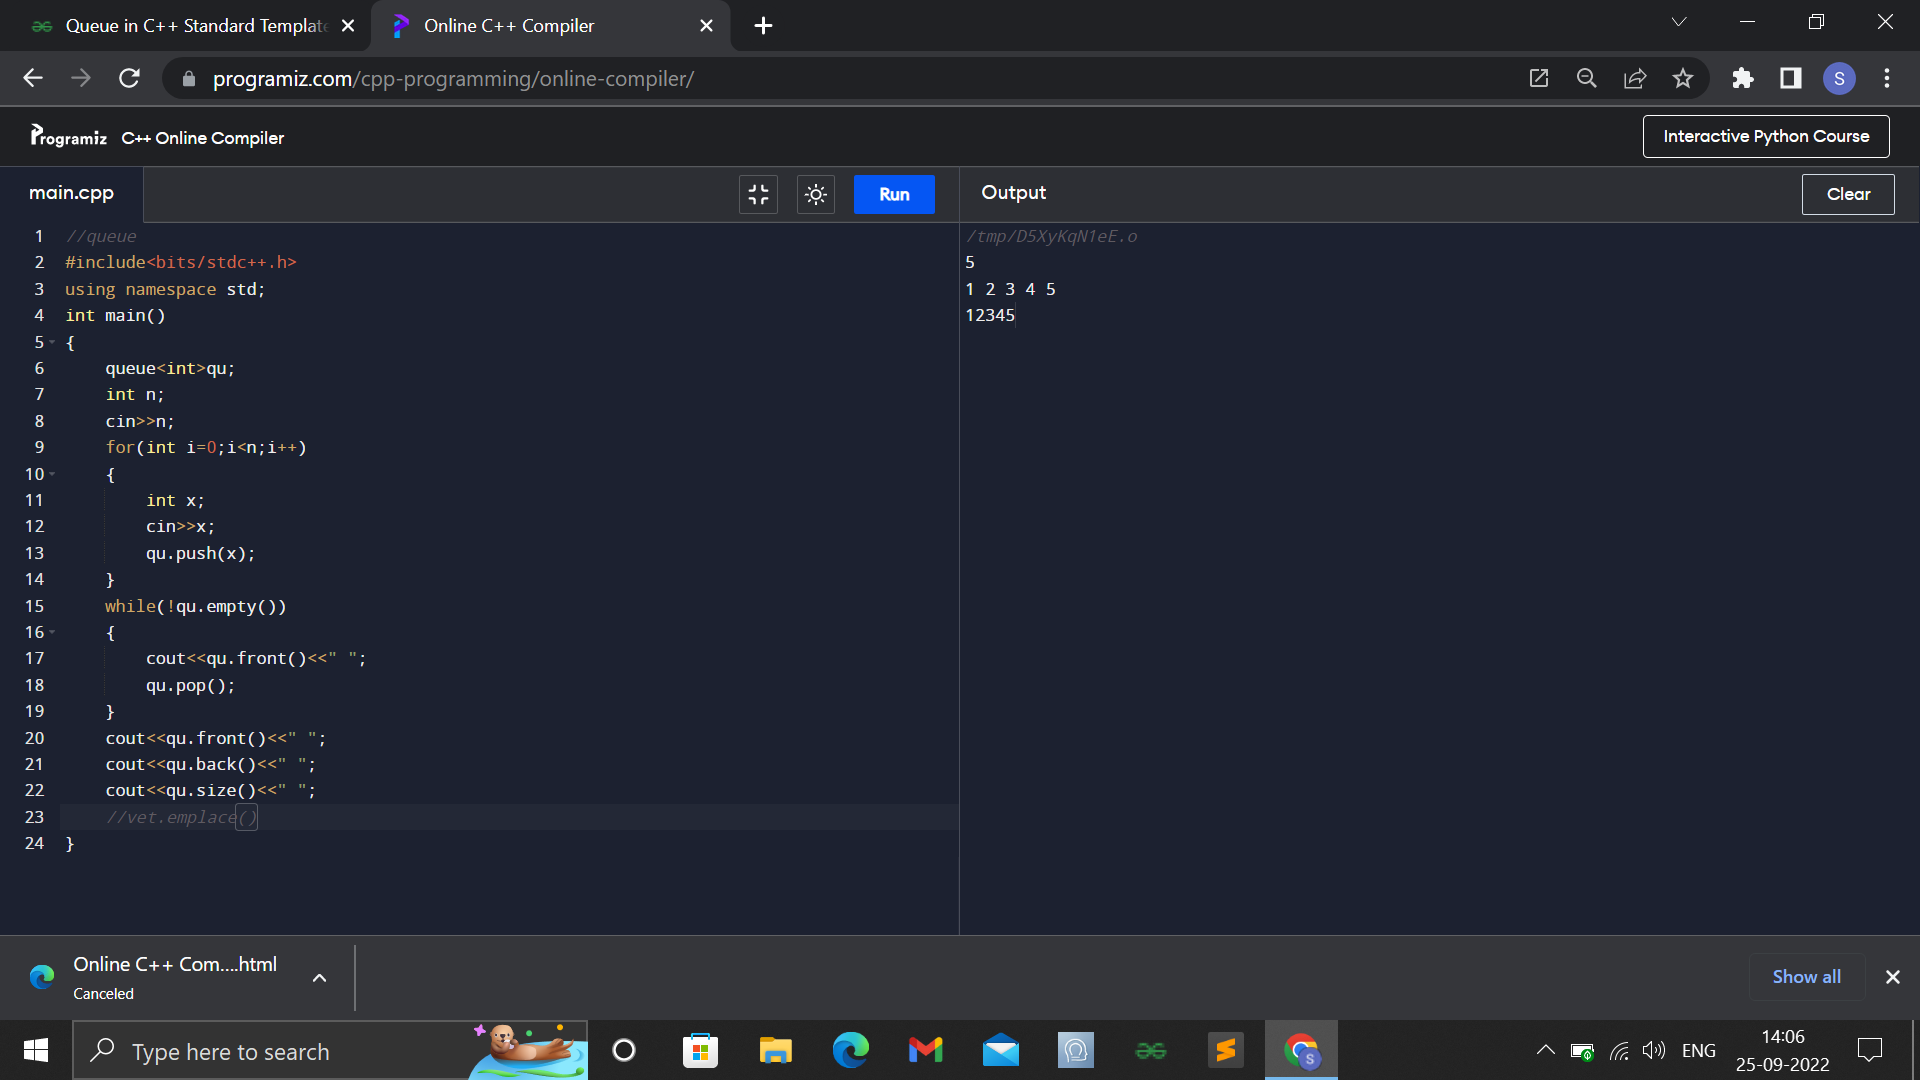 Queue in C++ Standard Template
Online C++ Compiler
programiz.com/cpp-programming/online-compiler/
S
Programiz C++ Online Compiler
Interactive Python Course
main.cpp
Run
Output
Clear
1 //queue
2 #include<bits/stdc++.h>
3 using namespace std;
4 int main()
5 {
6 queue<int>qu;
7 int n;
8 cin>>n;
9 for(int i=0;i<n;i++)
10 {
11 int x;
12 cin>>x;
13 qu.push(x);
14 }
15 while(!qu.empty())
16 {
17 cout<<qu.front()<<" ";
18 qu.pop();
19 }
20 cout<<qu.front()<<" ";
21 cout<<qu.back()<<" ";
22 cout<<qu.size()<<" ";
23 //vet.emplace()
24 }
/tmp/D5XyKqN1eE.o
5
1 2 3 4 5
12345
Online C++ Com....html
Canceled
Show all
Type here to search
S
ENG
14:06
25-09-2022